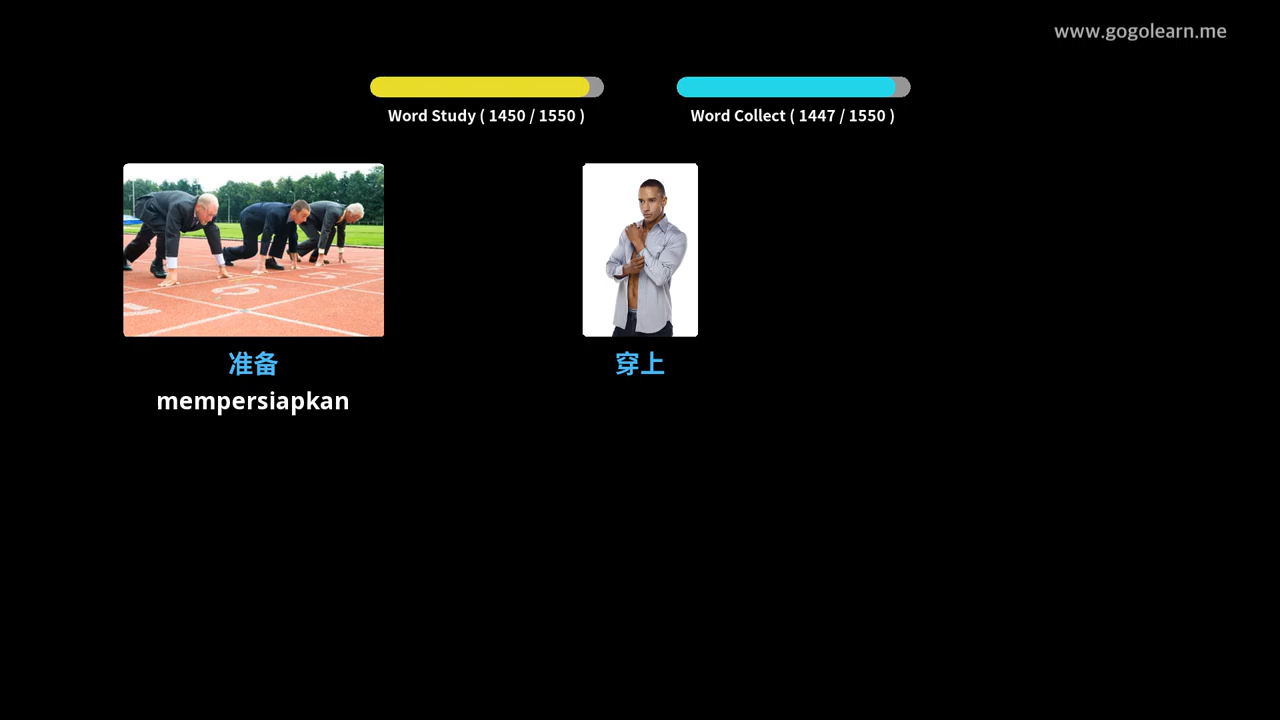 www.gogolearn.me
Word Study ( 1450 / 1550 )
Word Collect ( 1447 / 1550 )
准备
mempersiapkan
穿上